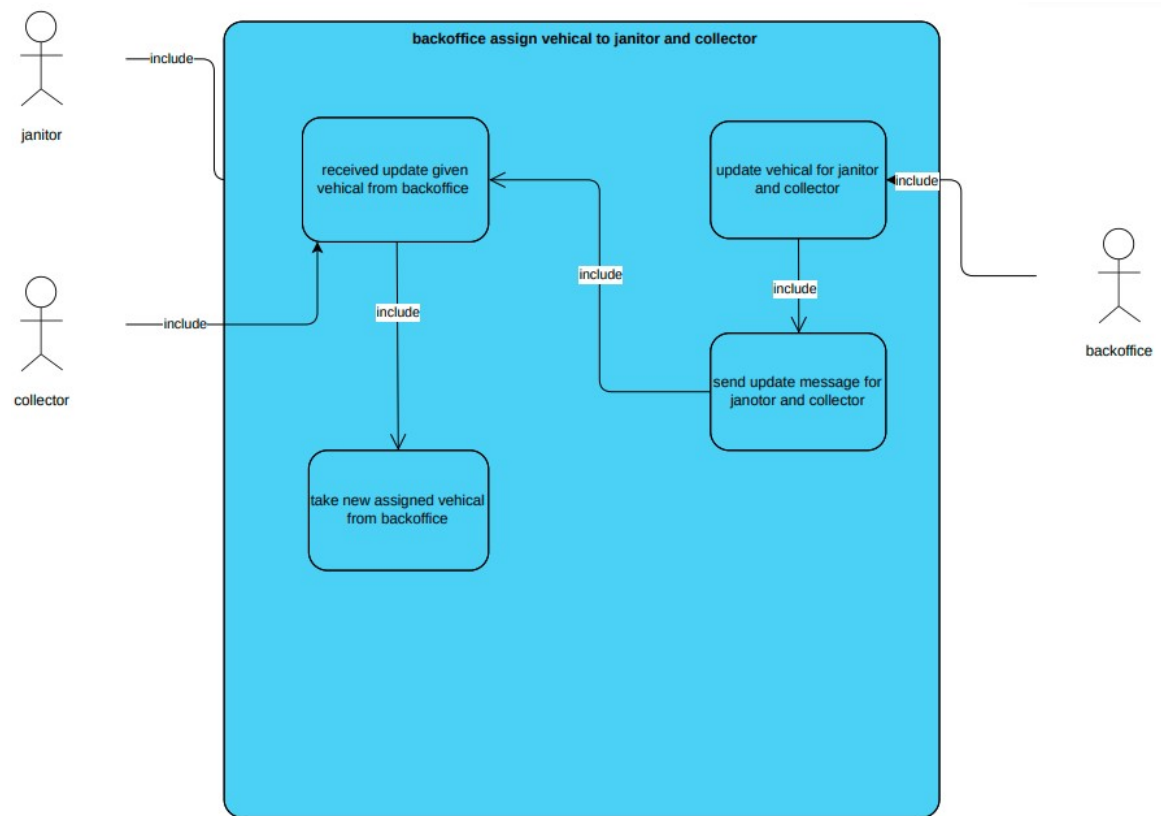 backoffice assign vehical to janitor and collector
include
janitor
received update given
vehical from backoffice
update vehical for janitor
and collector
include
include
include
include
include
collector
send update message for
janotor and collector
backoffice
take new assigned vehical
from backoffice